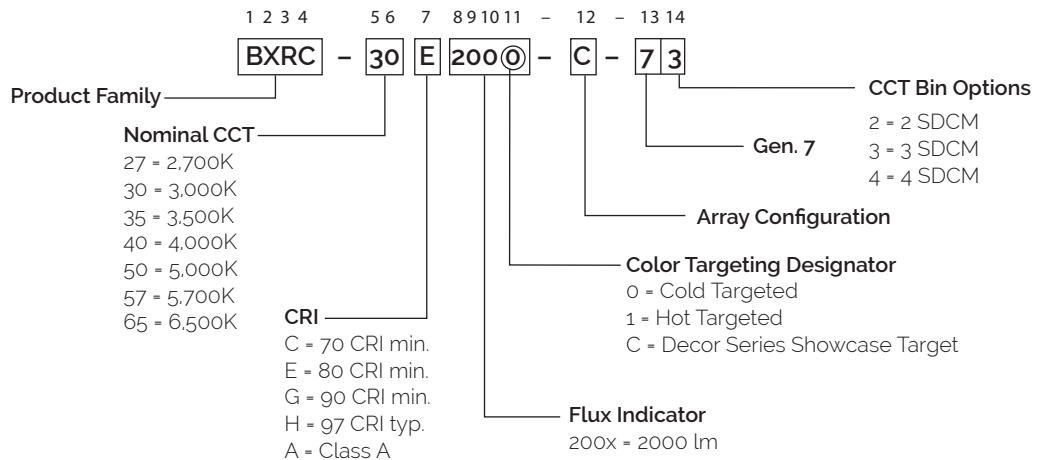 1 2 3 4 5 6 7 8 9 10 11 – 12 – 13 14
BXRC – 30 E 2000 – C – 7 3
Product Family
Nominal CCT
27 = 2,700K
30 = 3,000K
35 = 3,500K
40 = 4,000K
50 = 5,000K
57 = 5,700K
65 = 6,500K
CRI
C = 70 CRI min.
E = 80 CRI min.
G = 90 CRI min.
H = 97 CRI typ.
A = Class A
Flux Indicator
200x = 2000 lm
Color Targeting Designator
0 = Cold Targeted
1 = Hot Targeted
C = Decor Series Showcase Target
Array Configuration
Gen. 7
CCT Bin Options
2 = 2 SDCM
3 = 3 SDCM
4 = 4 SDCM